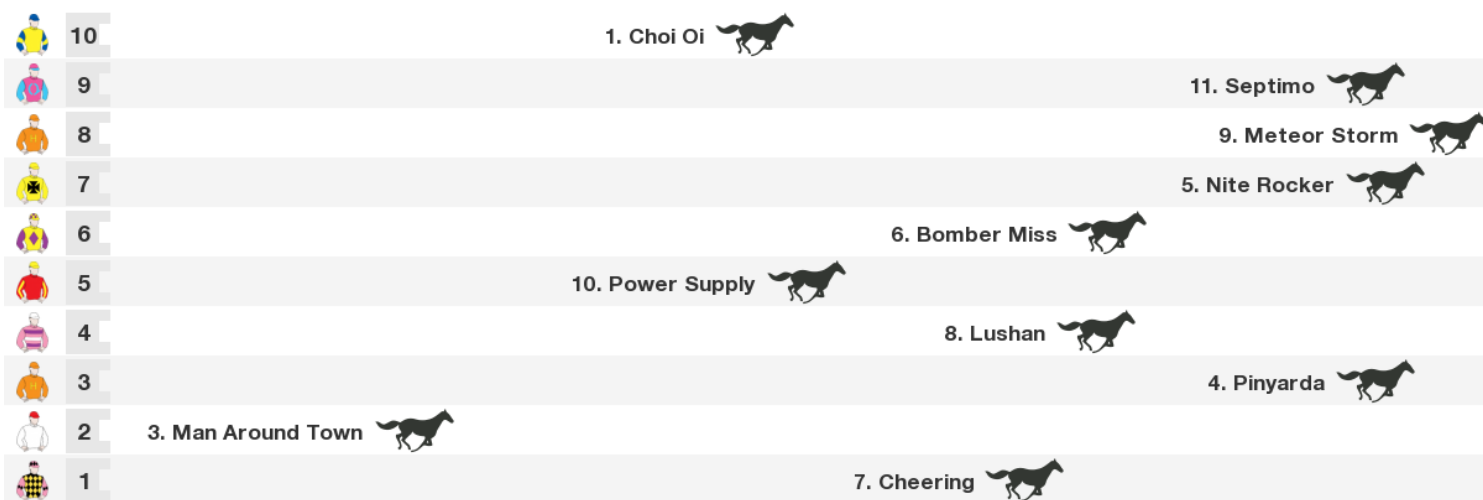 10 1. Choi Oi
9 11. Septimo
8 9. Meteor Storm
7 5. Nite Rocker
6 6. Bomber Miss
5 10. Power Supply
4 8. Lushan
3 4. Pinyarda
2 3. Man Around Town
1 7. Cheering